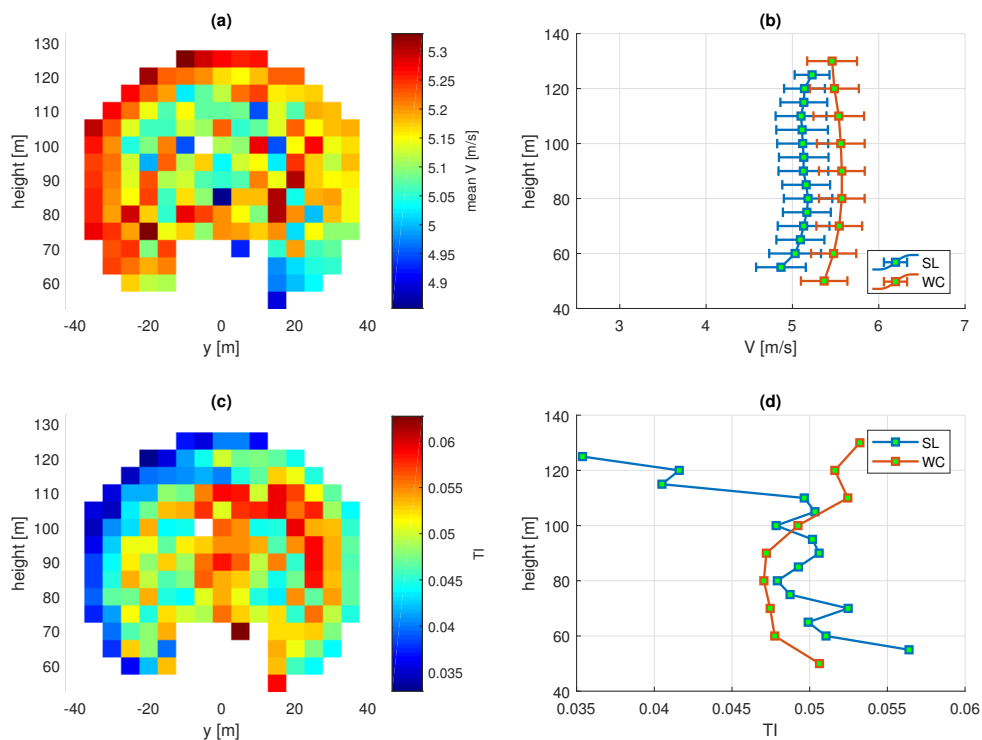 (a)
130
120
110
100
90
80
70
60
height [m]
-40 -20 0 20 40
y [m]
5.3
5.25
5.2
5.15
5.1
5.05
5
4.95
4.9
mean V [m/s]
(b)
140
120
100
80
60
40
height [m]
3 4 5 6 7
V [m/s]
SL
WC
(c)
130
120
110
100
90
80
70
60
height [m]
-40 -20 0 20 40
y [m]
0.06
0.055
0.05
0.045
0.04
0.035
TI
(d)
140
120
100
80
60
40
height [m]
0.035 0.04 0.045 0.05 0.055 0.06
TI
SL
WC